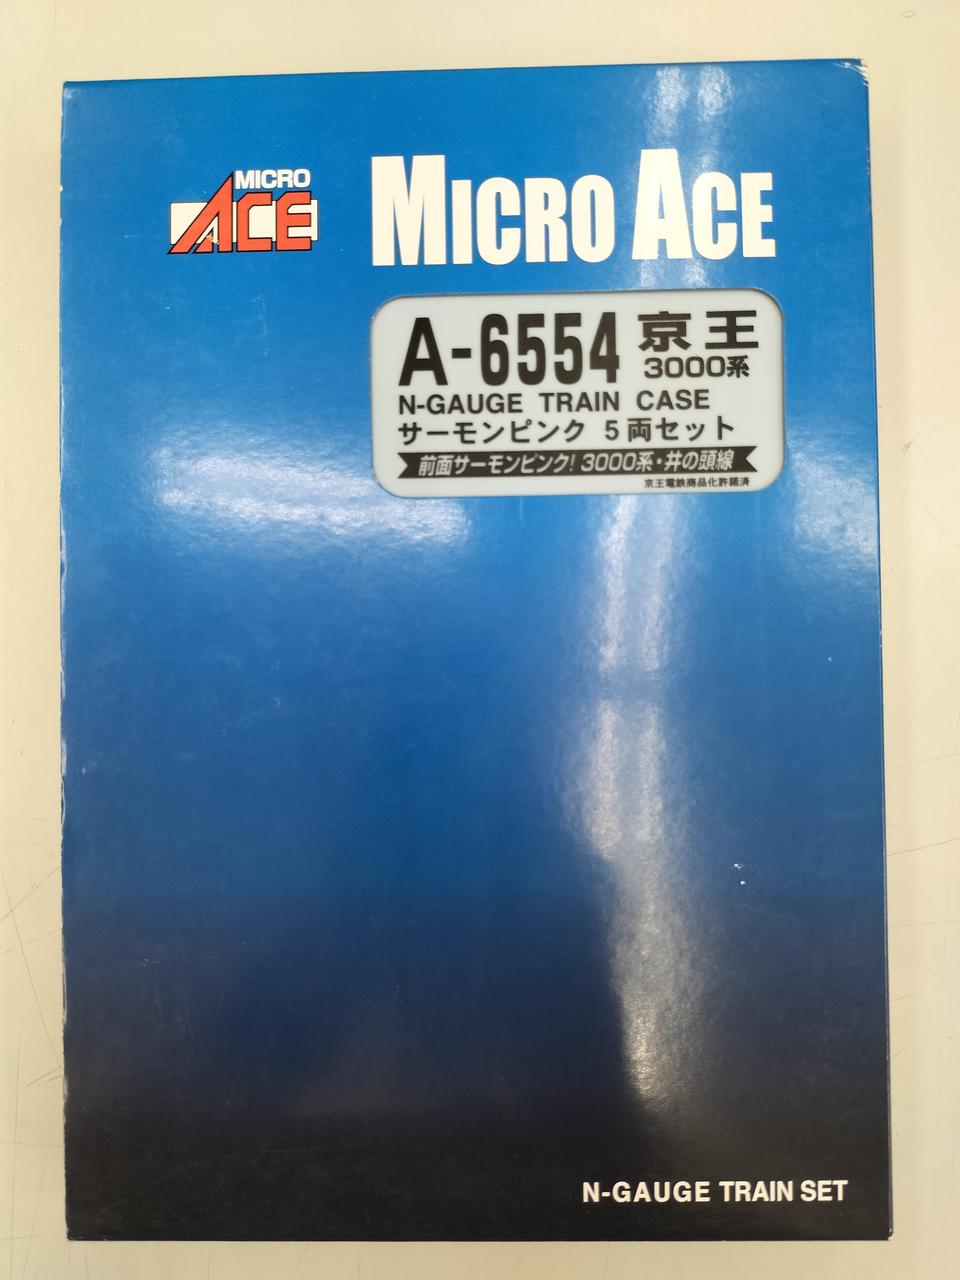 MICRO
ACE
MICRO ACE
A-6554 京王
3000系
N-GAUGE TRAIN CASE
サーモンピンク 5両セット
前面サーモンピンク! 3000系・井の頭線
京王電鉄商品化許諾済
N-GAUGE TRAIN SET